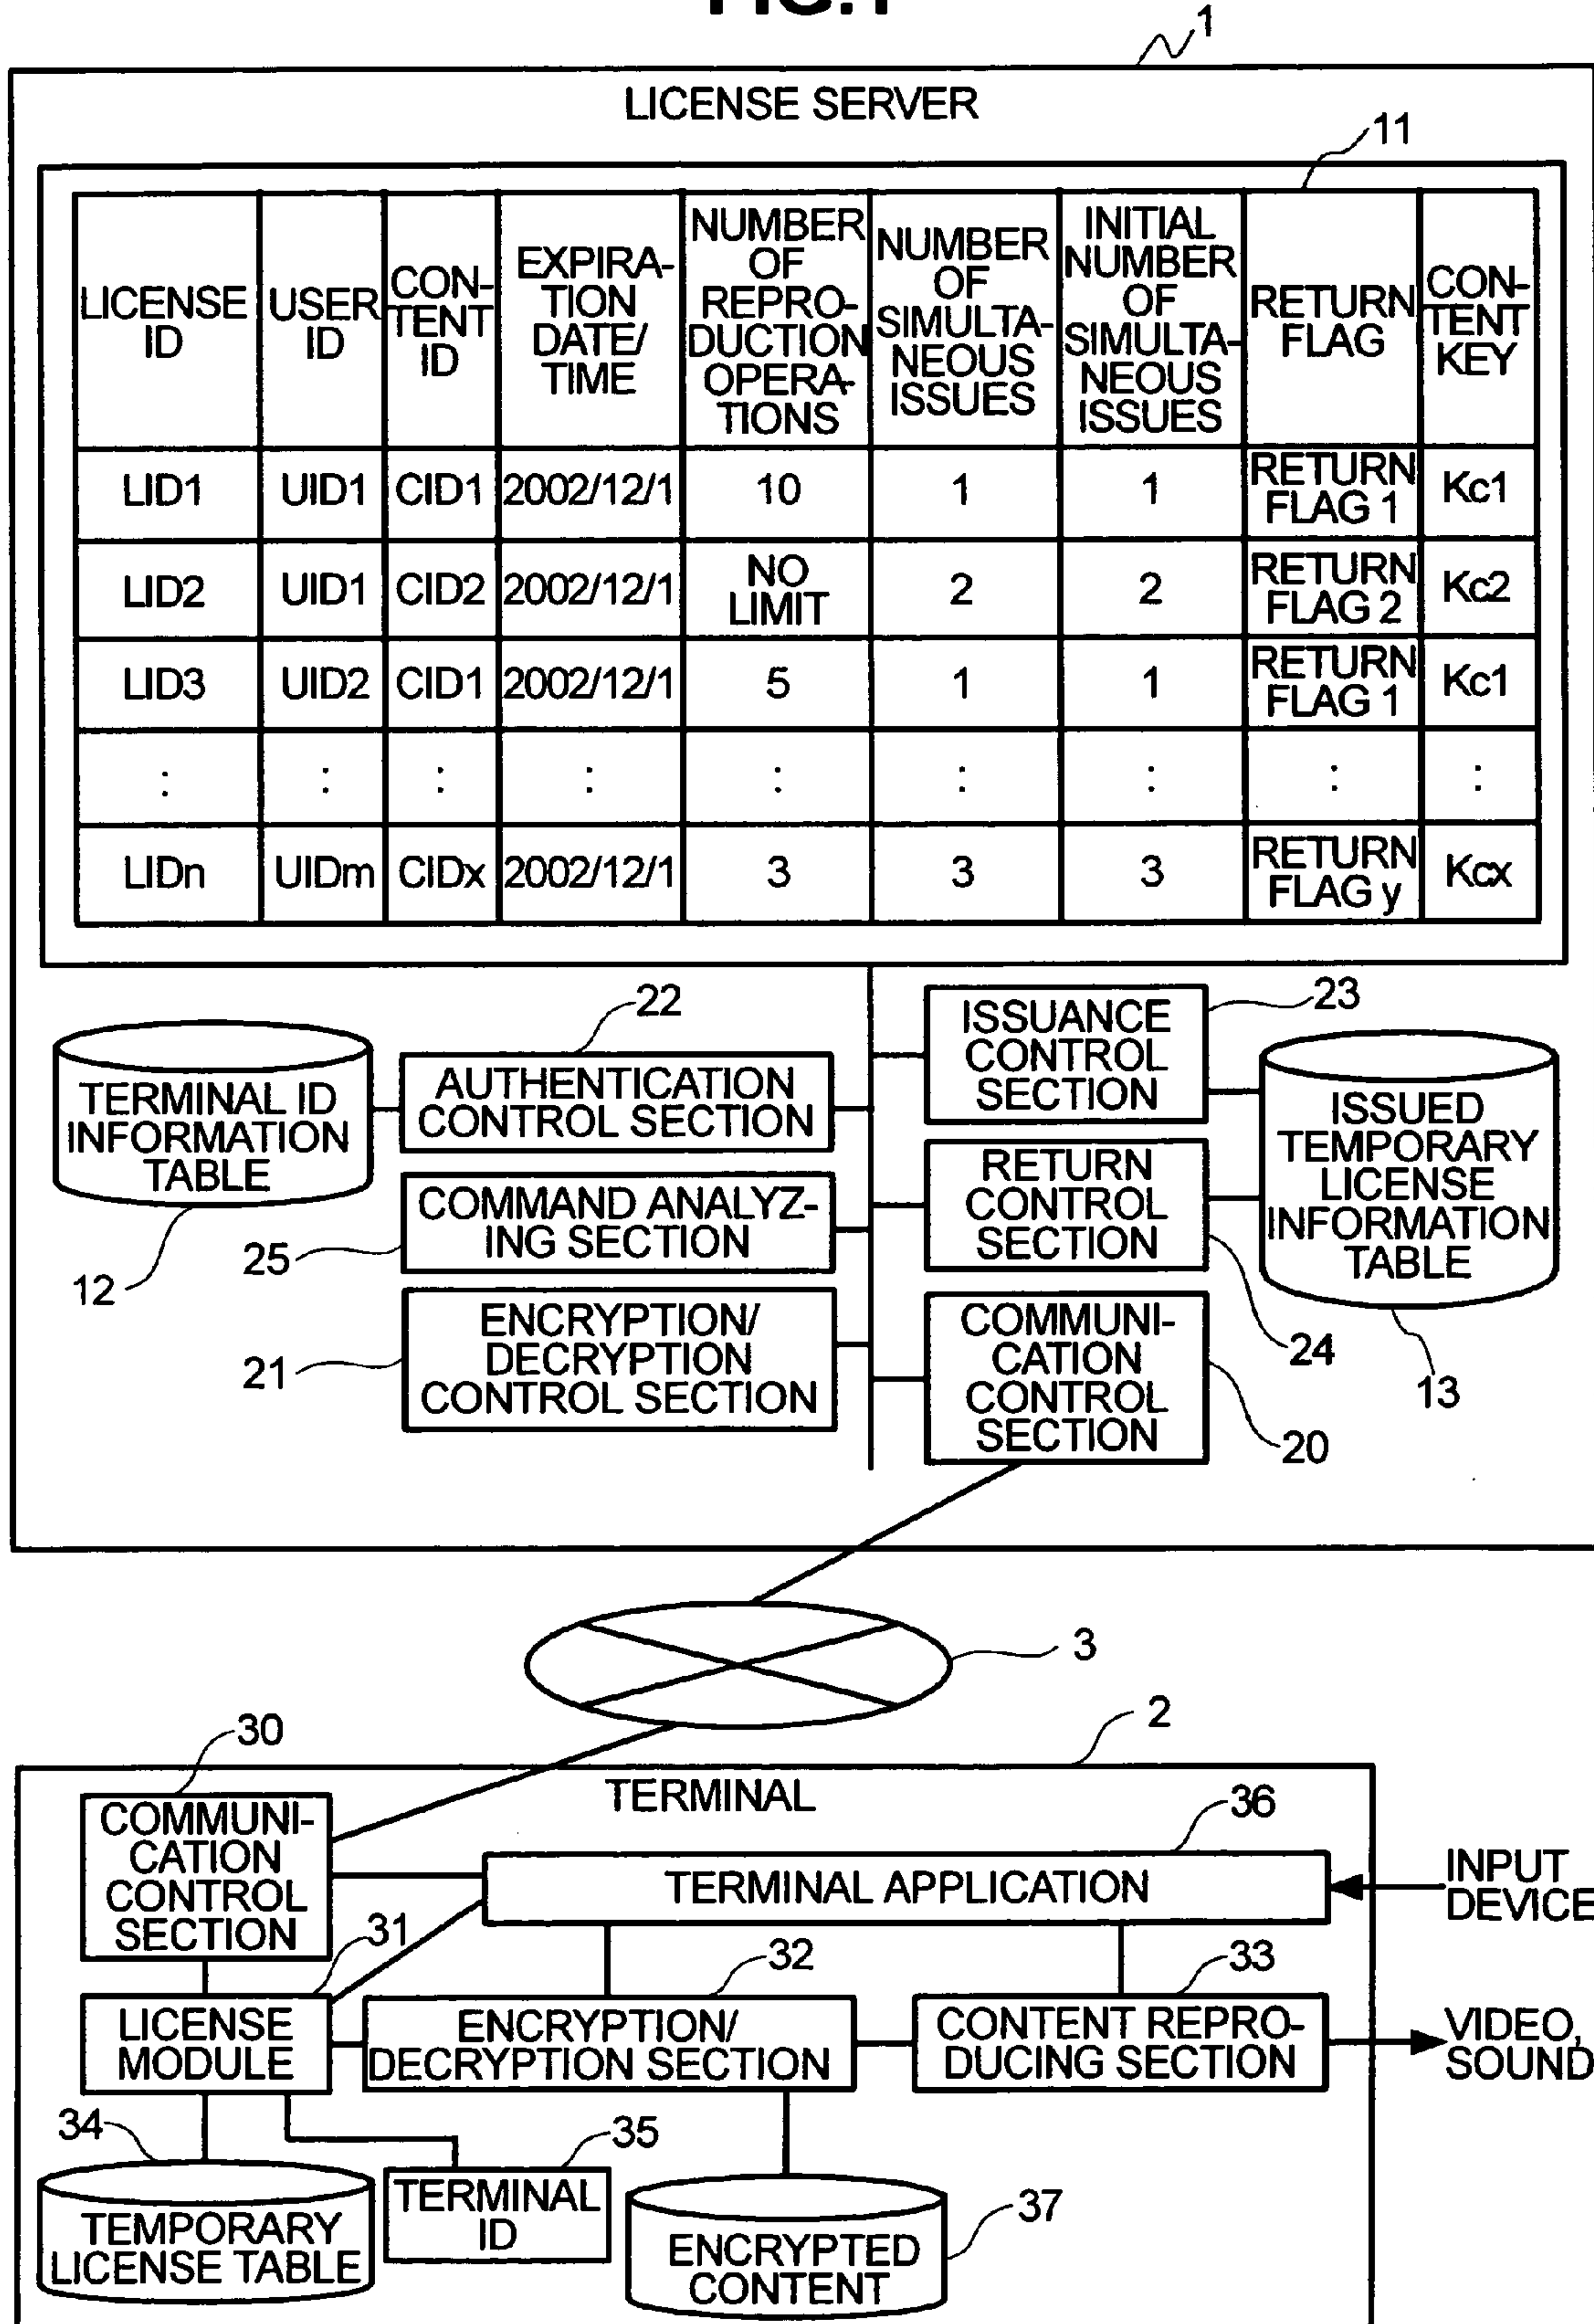 FIG.1
1
LICENSE SERVER
11
LICENSE
ID
USER
ID
CON-
TENT
ID
EXPIRA-
TION
DATE/
TIME
NUMBER
OF
REPRO-
DUCTION
OPERA-
TIONS
NUMBER
OF
SIMULTA-
NEOUS
ISSUES
INITIAL
NUMBER
OF
SIMULTA-
NEOUS
ISSUES
RETURN
FLAG
CON-
TENT
KEY
LID1 UID1 CID1 2002/12/1 10 1 1 RETURN FLAG 1 Kc1
LID2 UID1 CID2 2002/12/1 NO LIMIT 2 2 RETURN FLAG 2 Kc2
LID3 UID2 CID1 2002/12/1 5 1 1 RETURN FLAG 1 Kc1
: : : : : : : : :
LIDn UIDm CIDx 2002/12/1 3 3 3 RETURN FLAG y Kcx
22
23
TERMINAL ID
INFORMATION
TABLE
12
AUTHENTICATION
CONTROL SECTION
ISSUANCE
CONTROL
SECTION
ISSUED
TEMPORARY
LICENSE
INFORMATION
TABLE
13
COMMAND ANALYZ-
ING SECTION
25
RETURN
CONTROL
SECTION
24
ENCRYPTION/
DECRYPTION
CONTROL SECTION
21
COMMUNI-
CATION
CONTROL
SECTION
20
3
2
30
TERMINAL
COMMUNI-
CATION
CONTROL
SECTION
36
TERMINAL APPLICATION
INPUT
DEVICE
31
32
33
LICENSE
MODULE
ENCRYPTION/
DECRYPTION SECTION
CONTENT REPRO-
DUCING SECTION
VIDEO,
SOUND
34
35
37
TEMPORARY
LICENSE TABLE
TERMINAL
ID
ENCRYPTED
CONTENT